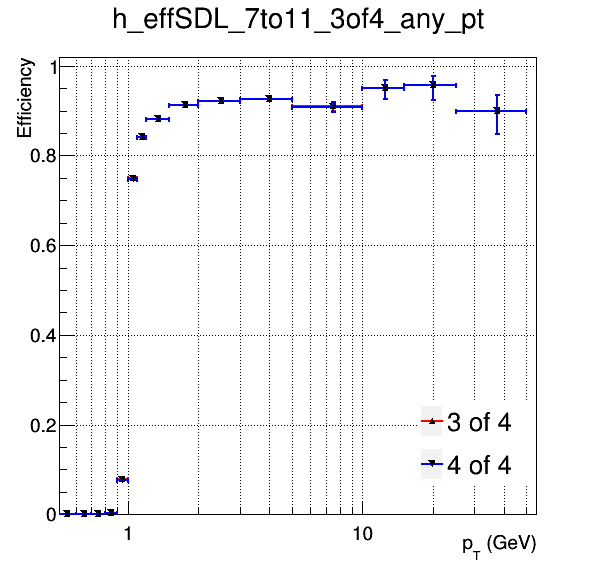 h_effSDL_7to11_3of4_any_pt
Efficiency
1
0.8
0.6
0.4
0.2
0
3 of 4
4 of 4
1
10
p_T (GeV)